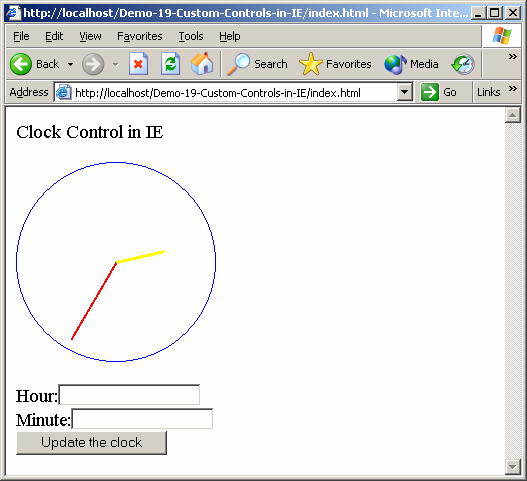 http://localhost/Demo-19-Custom-Controls-in-IE/index.html - Microsoft Inte...
File Edit View Favorites Tools Help
Back Search Favorites Media »
Address http://localhost/Demo-19-Custom-Controls-in-IE/index.html Go Links »
Clock Control in IE
Hour:
Minute:
Update the clock